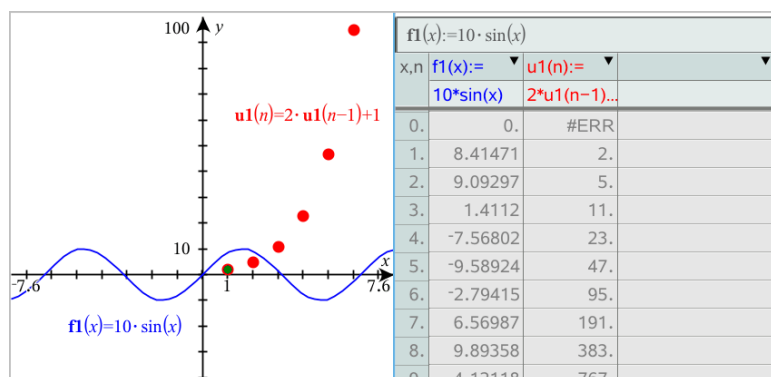 100 y
u1(n)=2·u1(n-1)+1
10
x
-7.6 1 7.6
f1(x)=10·sin(x)
f1(x):=10·sin(x)
x,n f1(x):= ▼ u1(n):= ▼ ▼
10*sin(x) 2*u1(n-1)...
0. 0. #ERR
1. 8.41471 2.
2. 9.09297 5.
3. 1.4112 11.
4. -7.56802 23.
5. -9.58924 47.
6. -2.79415 95.
7. 6.56987 191.
8. 9.89358 383.